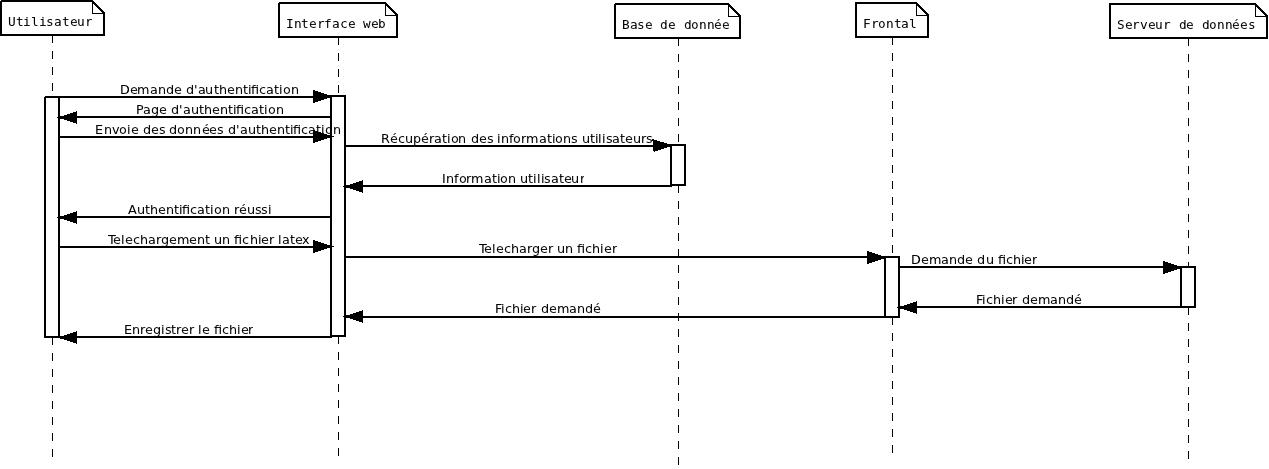 Utilisateur
Interface web
Base de donnée
Frontal
Serveur de données
Demande d'authentification
Page d'authentification
Envoie des données d'authentification
Récupération des informations utilisateurs
Information utilisateur
Authentification réussi
Telechargement un fichier latex
Telecharger un fichier
Demande du fichier
Fichier demandé
Fichier demandé
Enregistrer le fichier